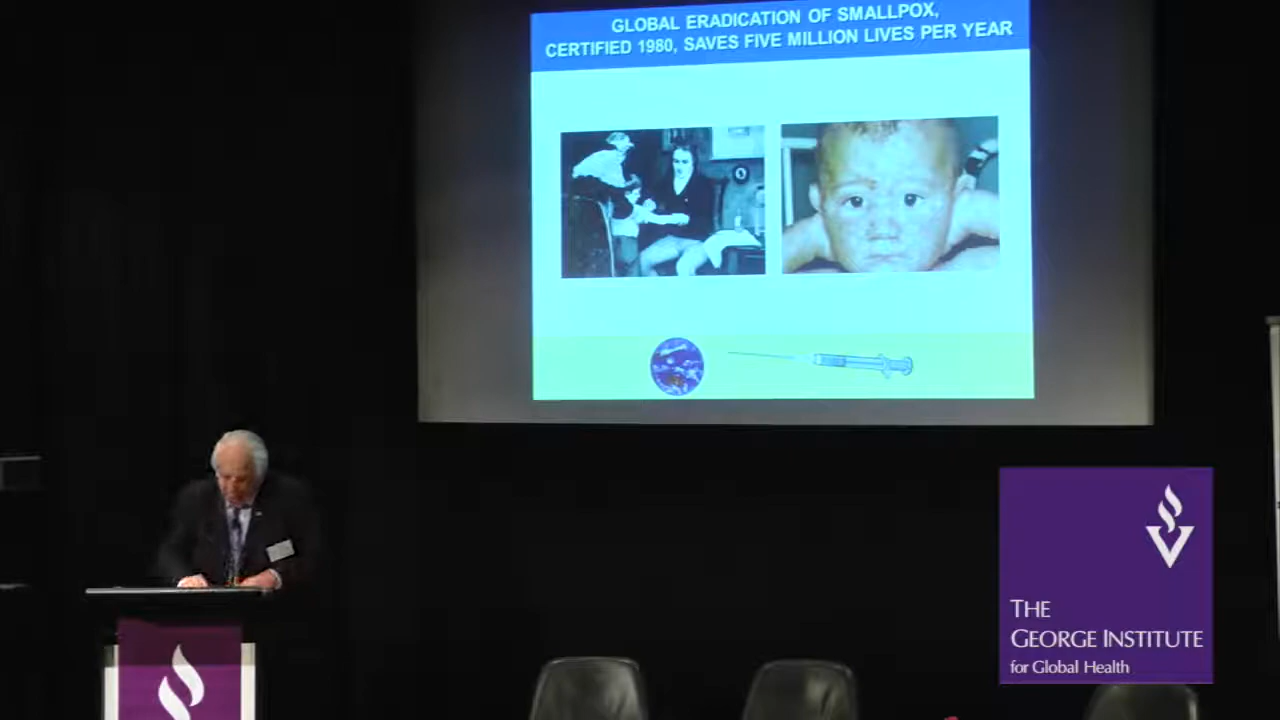 GLOBAL ERADICATION OF SMALLPOX,
CERTIFIED 1980, SAVES FIVE MILLION LIVES PER YEAR
THE
GEORGE INSTITUTE
for Global Health